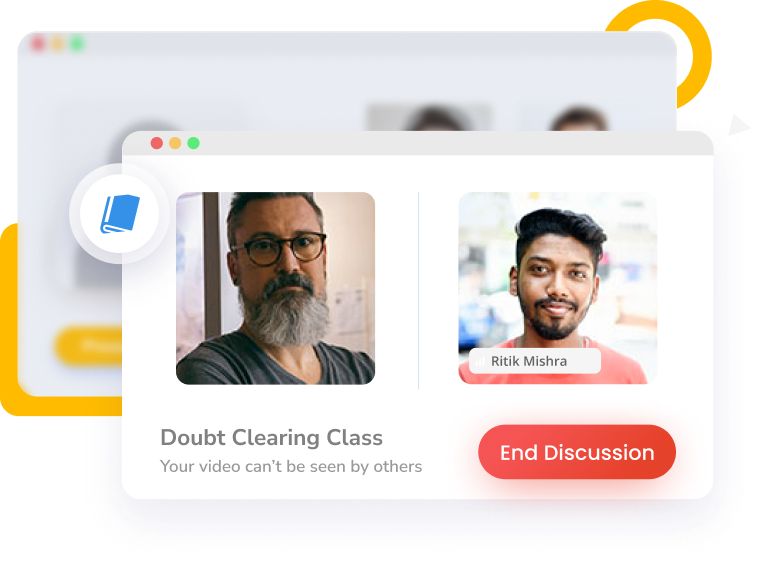 Ritik Mishra
Doubt Clearing Class
Your video can't be seen by others
End Discussion